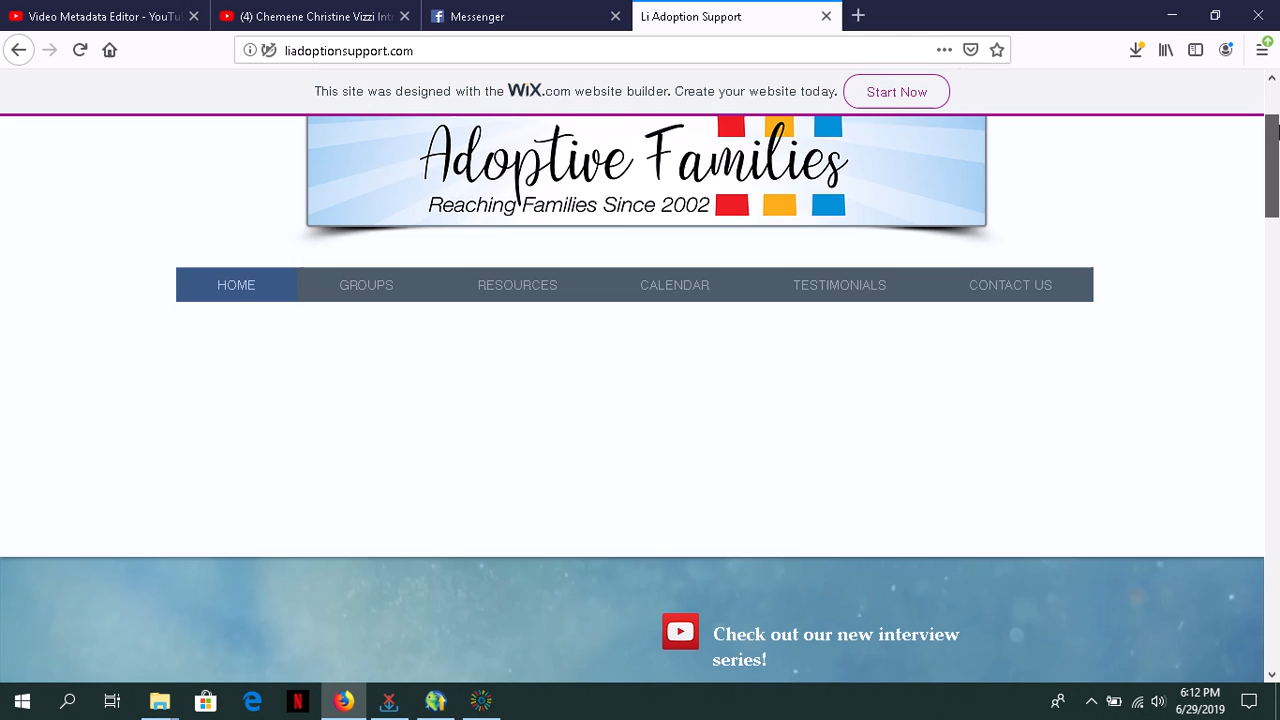 Video Metadata Editor - YouTu
(4) Chemene Christine Vizzi Int
Messenger
Li Adoption Support
liadoptionsupport.com
This site was designed with the WiX.com website builder. Create your website today. Start Now
Adoptive Families
Reaching Families Since 2002
HOME GROUPS RESOURCES CALENDAR TESTIMONIALS CONTACT US
Check out our new interview
series!
6:12 PM
6/29/2019